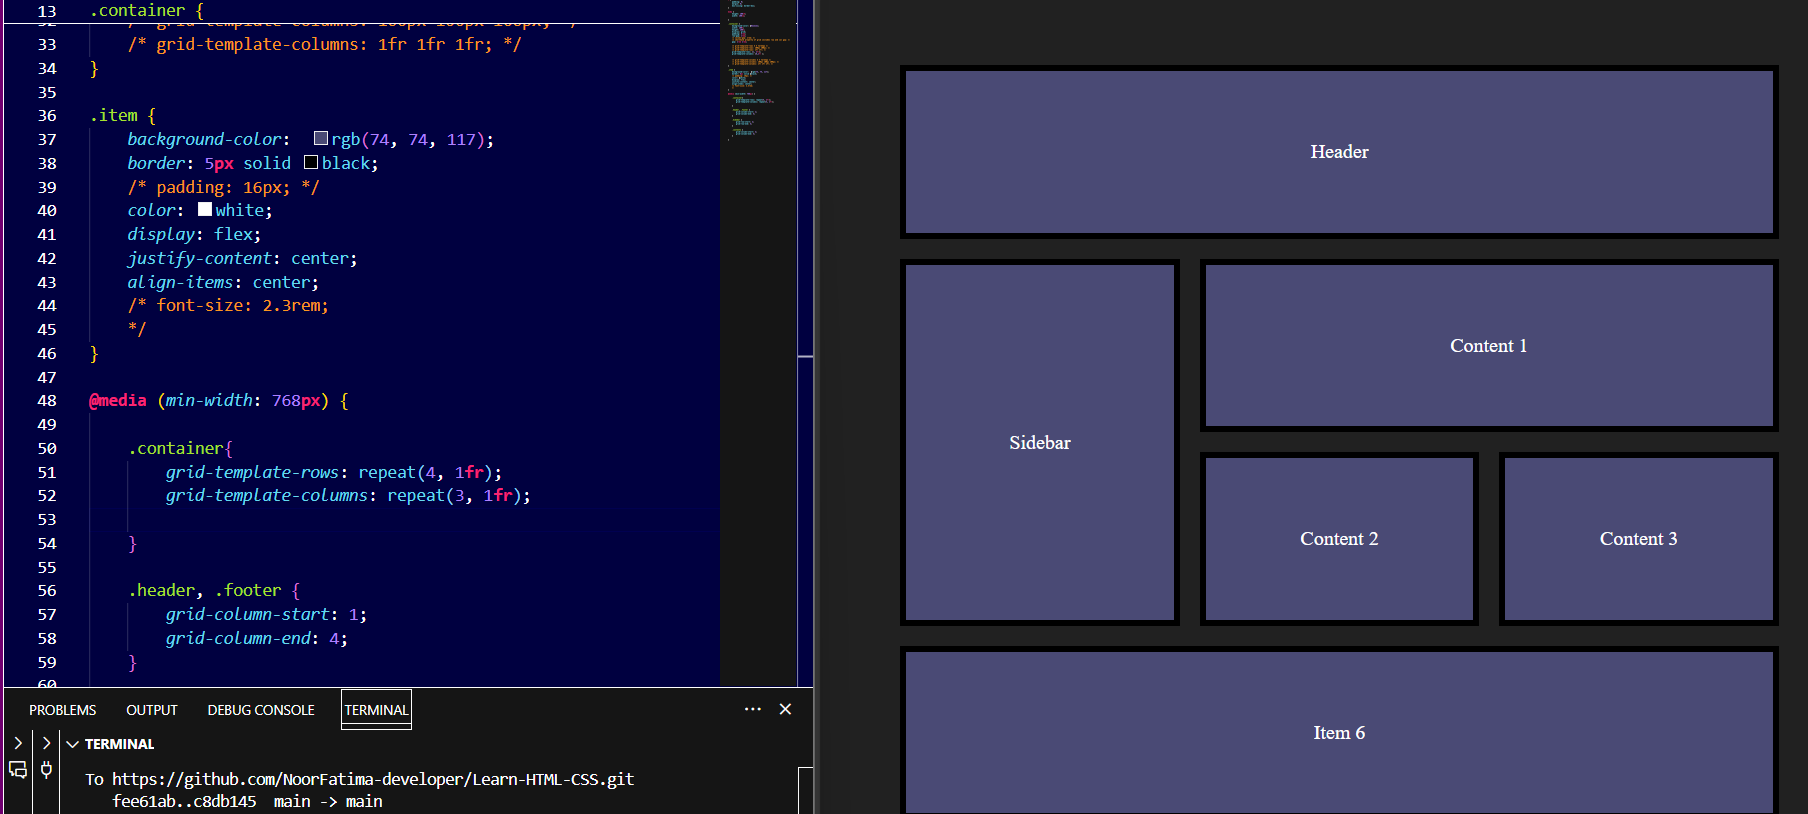 13 .container {
/* grid-template-columns: 100px 100px 100px; */
33 /* grid-template-columns: 1fr 1fr 1fr; */
34 }
35
36 .item {
37 background-color: rgb(74, 74, 117);
38 border: 5px solid black;
39 /* padding: 16px; */
40 color: white;
41 display: flex;
42 justify-content: center;
43 align-items: center;
44 /* font-size: 2.3rem;
45 */
46 }
47
48 @media (min-width: 768px) {
49
50 .container{
51 grid-template-rows: repeat(4, 1fr);
52 grid-template-columns: repeat(3, 1fr);
53
54 }
55
56 .header, .footer {
57 grid-column-start: 1;
58 grid-column-end: 4;
59 }
60
PROBLEMS OUTPUT DEBUG CONSOLE TERMINAL
TERMINAL
To https://github.com/NoorFatima-developer/Learn-HTML-CSS.git
fee61ab..c8db145 main -> main
Header
Sidebar
Content 1
Content 2
Content 3
Item 6